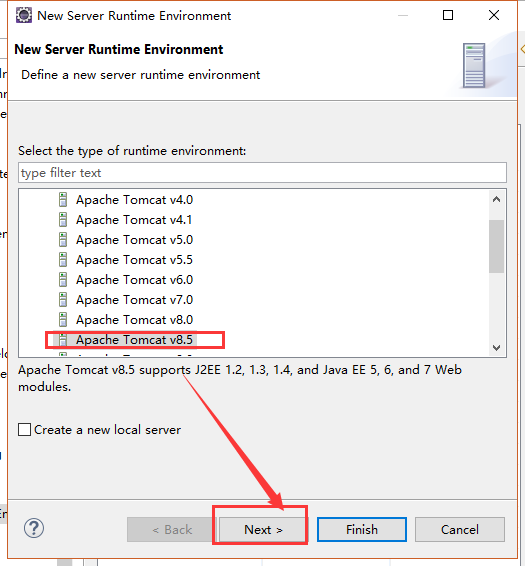 New Server Runtime Environment
New Server Runtime Environment
Define a new server runtime environment
Select the type of runtime environment:
type filter text
Apache Tomcat v4.0
Apache Tomcat v4.1
Apache Tomcat v5.0
Apache Tomcat v5.5
Apache Tomcat v6.0
Apache Tomcat v7.0
Apache Tomcat v8.0
Apache Tomcat v8.5
Apache Tomcat v8.5 supports J2EE 1.2, 1.3, 1.4, and Java EE 5, 6, and 7 Web
modules.
Create a new local server
? < Back Next > Finish Cancel